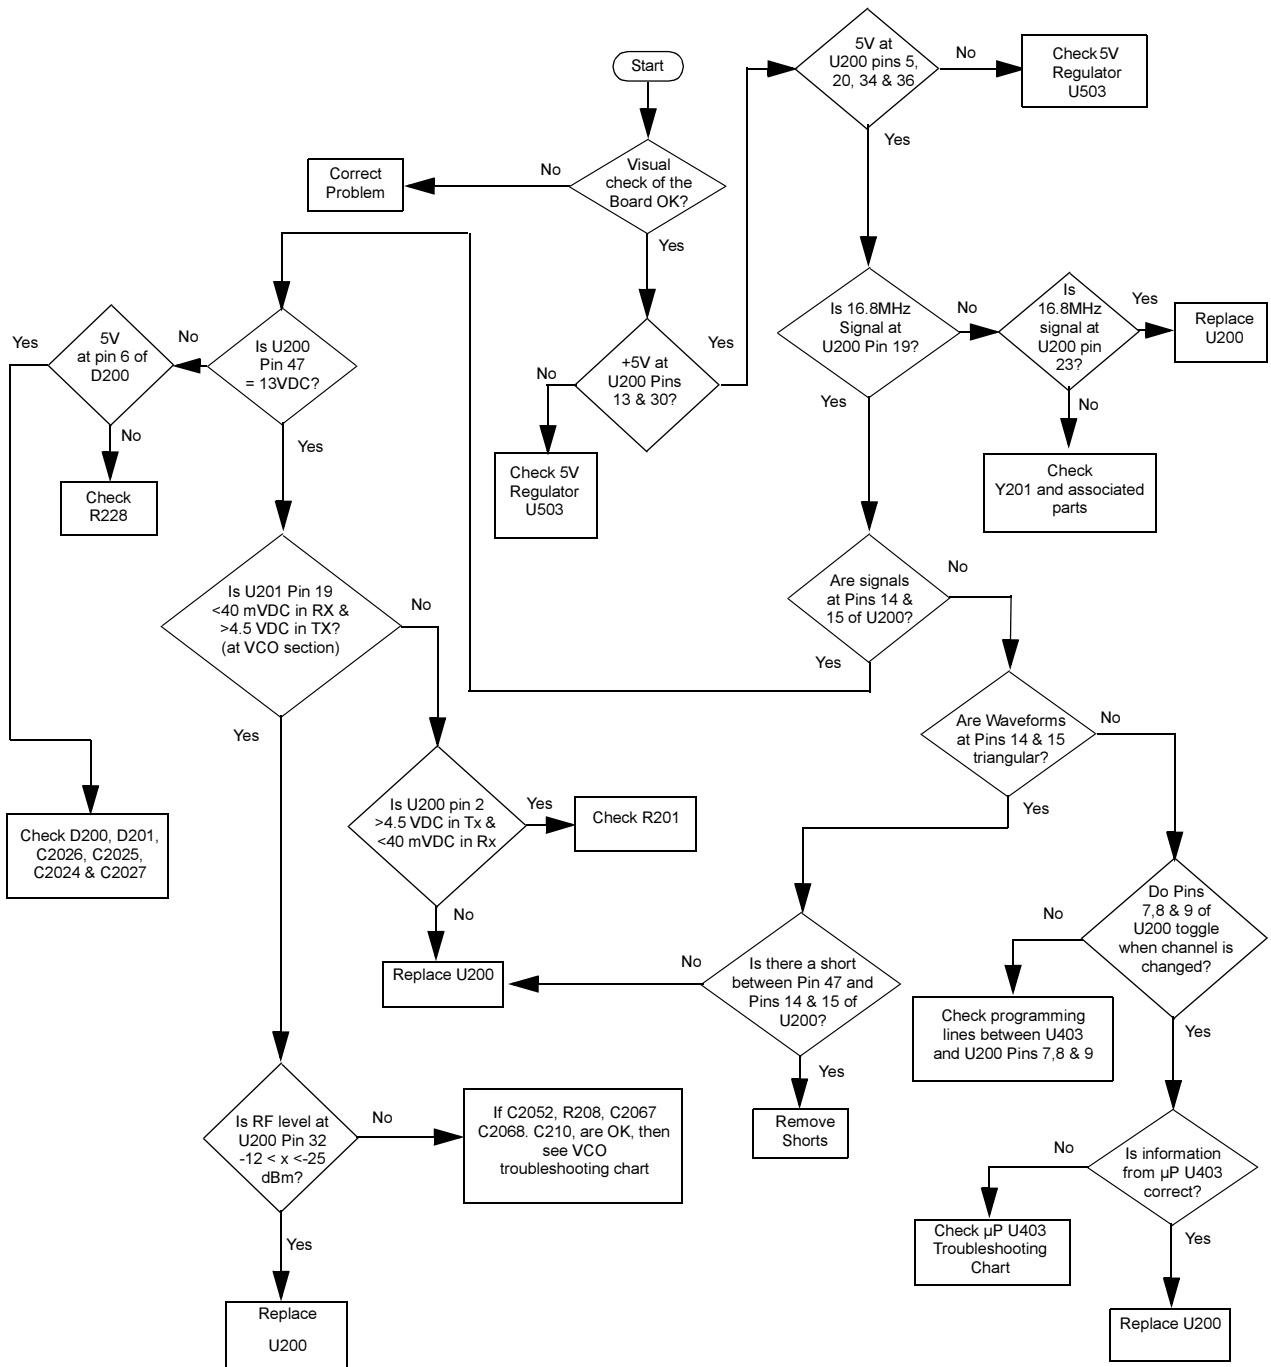 Start
Visual
check of the
Board OK?
No
Correct
Problem
Yes
+5V at
U200 Pins
13 & 30?
No
Check 5V
Regulator
U503
Yes
5V at
U200 pins 5,
20, 34 & 36
No
Check 5V
Regulator
U503
Yes
Is 16.8MHz
Signal at
U200 Pin 19?
No
Is
16.8MHz
signal at
U200 pin
23?
Yes
Replace
U200
No
Check
Y201 and associated
parts
Yes
Are signals
at Pins 14 &
15 of U200?
No
Yes
Is U200
Pin 47
= 13VDC?
No
5V
at pin 6 of
D200
Yes
No
Check
R228
Check D200, D201,
C2026, C2025,
C2024 & C2027
Yes
Is U201 Pin 19
<40 mVDC in RX &
>4.5 VDC in TX?
(at VCO section)
No
Yes
Is U200 pin 2
>4.5 VDC in Tx &
<40 mVDC in Rx
Yes
Check R201
No
Replace U200
Is RF level at
U200 Pin 32
-12 < x <-25
dBm?
No
If C2052, R208, C2067
C2068. C210, are OK, then
see VCO
troubleshooting chart
Yes
Replace
U200
Are Waveforms
at Pins 14 & 15
triangular?
No
Yes
Is there a short
between Pin 47 and
Pins 14 & 15 of
U200?
No
Yes
Remove
Shorts
Do Pins
7,8 & 9 of
U200 toggle
when channel is
changed?
No
Check programming
lines between U403
and U200 Pins 7,8 & 9
Yes
Is information
from µP U403
correct?
No
Check µP U403
Troubleshooting
Chart
Yes
Replace U200